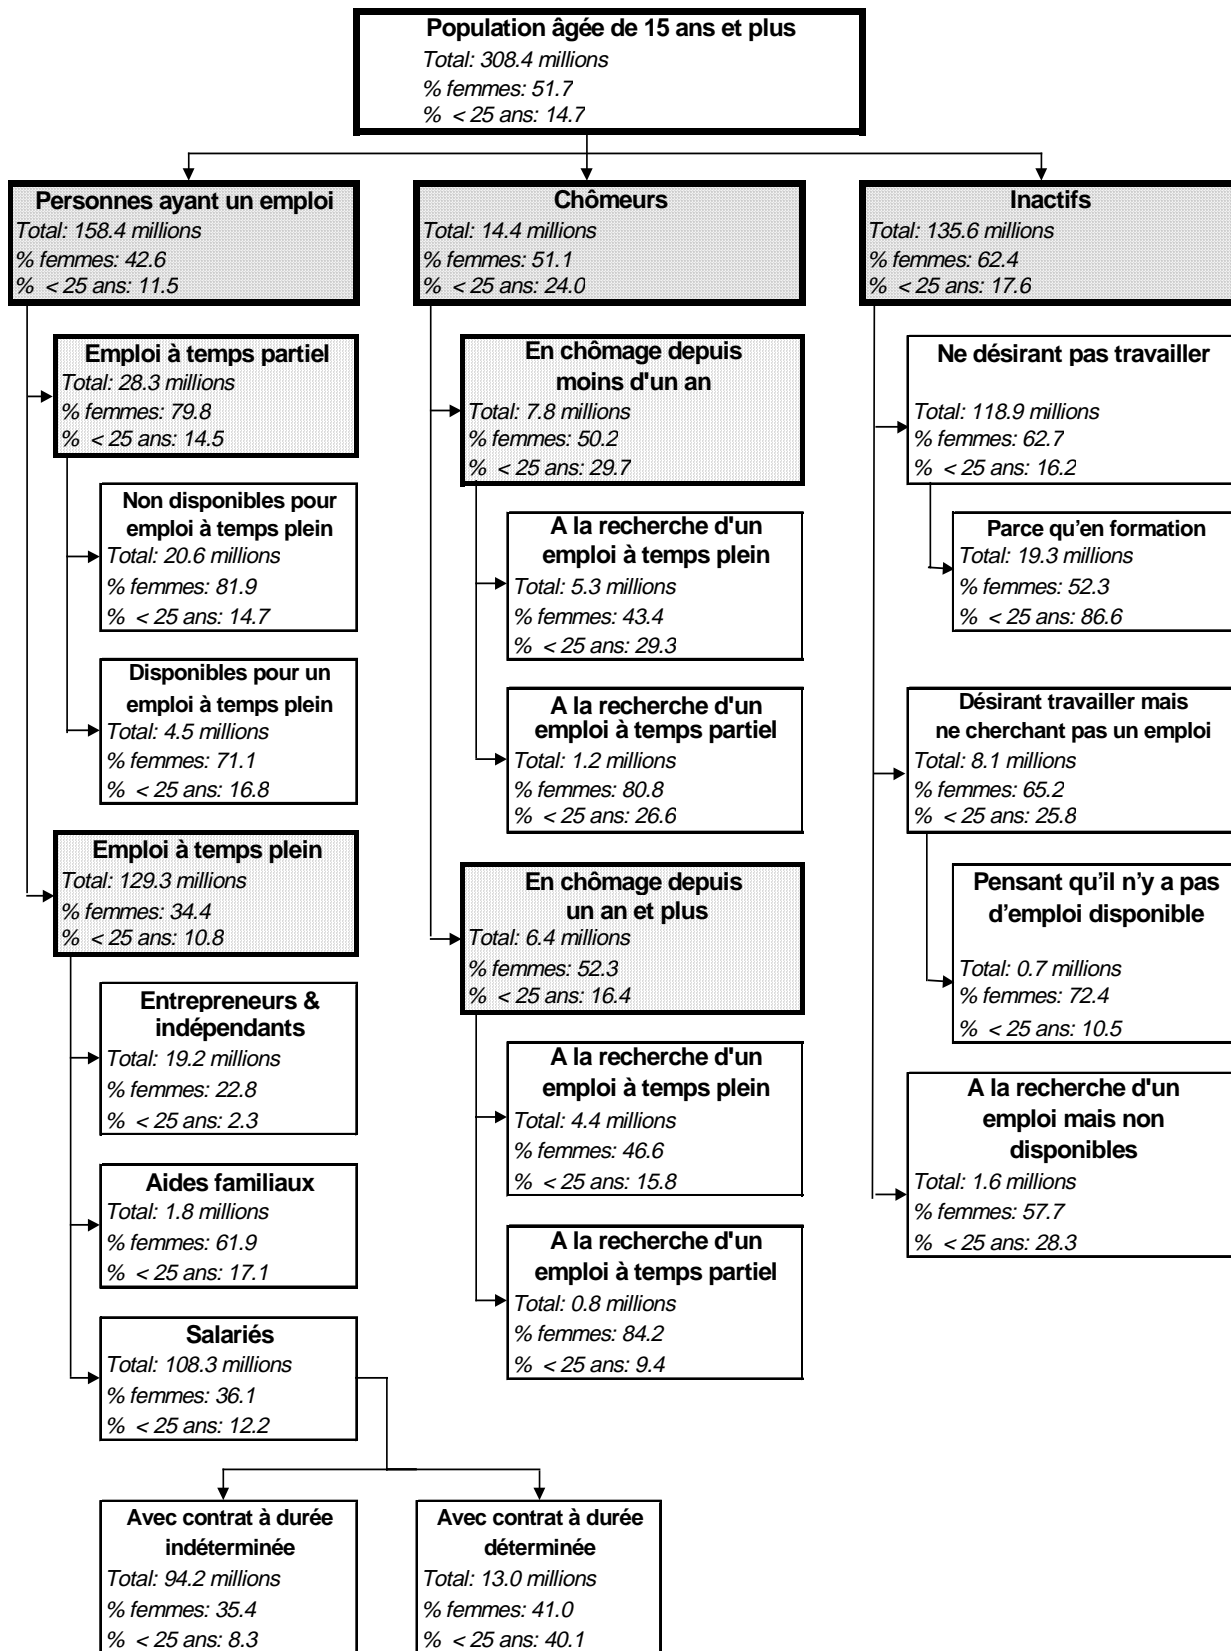 Population âgée de 15 ans et plus
Total: 308.4 millions
% femmes: 51.7
% < 25 ans: 14.7
Personnes ayant un emploi
Total: 158.4 millions
% femmes: 42.6
% < 25 ans: 11.5
Emploi à temps partiel
Total: 28.3 millions
% femmes: 79.8
% < 25 ans: 14.5
Non disponibles pour
emploi à temps plein
Total: 20.6 millions
% femmes: 81.9
% < 25 ans: 14.7
Disponibles pour un
emploi à temps plein
Total: 4.5 millions
% femmes: 71.1
% < 25 ans: 16.8
Emploi à temps plein
Total: 129.3 millions
% femmes: 34.4
% < 25 ans: 10.8
Entrepreneurs &
indépendants
Total: 19.2 millions
% femmes: 22.8
% < 25 ans: 2.3
Aides familiaux
Total: 1.8 millions
% femmes: 61.9
% < 25 ans: 17.1
Salariés
Total: 108.3 millions
% femmes: 36.1
% < 25 ans: 12.2
Avec contrat à durée
indéterminée
Total: 94.2 millions
% femmes: 35.4
% < 25 ans: 8.3
Avec contrat à durée
déterminée
Total: 13.0 millions
% femmes: 41.0
% < 25 ans: 40.1
Chômeurs
Total: 14.4 millions
% femmes: 51.1
% < 25 ans: 24.0
En chômage depuis
moins d'un an
Total: 7.8 millions
% femmes: 50.2
% < 25 ans: 29.7
A la recherche d'un
emploi à temps plein
Total: 5.3 millions
% femmes: 43.4
% < 25 ans: 29.3
A la recherche d'un
emploi à temps partiel
Total: 1.2 millions
% femmes: 80.8
% < 25 ans: 26.6
En chômage depuis
un an et plus
Total: 6.4 millions
% femmes: 52.3
% < 25 ans: 16.4
A la recherche d'un
emploi à temps plein
Total: 4.4 millions
% femmes: 46.6
% < 25 ans: 15.8
A la recherche d'un
emploi à temps partiel
Total: 0.8 millions
% femmes: 84.2
% < 25 ans: 9.4
Inactifs
Total: 135.6 millions
% femmes: 62.4
% < 25 ans: 17.6
Ne désirant pas travailler
Total: 118.9 millions
% femmes: 62.7
% < 25 ans: 16.2
Parce qu'en formation
Total: 19.3 millions
% femmes: 52.3
% < 25 ans: 86.6
Désirant travailler mais
ne cherchant pas un emploi
Total: 8.1 millions
% femmes: 65.2
% < 25 ans: 25.8
Pensant qu'il n'y a pas
d’emploi disponible
Total: 0.7 millions
% femmes: 72.4
% < 25 ans: 10.5
A la recherche d'un
emploi mais non
disponibles
Total: 1.6 millions
% femmes: 57.7
% < 25 ans: 28.3